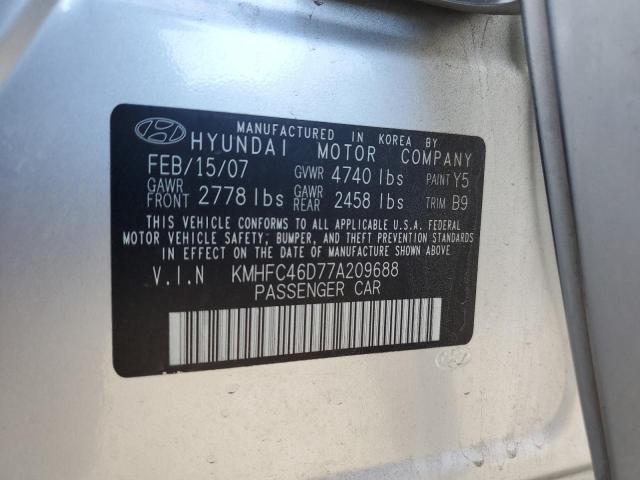 MANUFACTURED IN KOREA BY
HYUNDAI MOTOR COMPANY
FEB/15/07 GVWR 4740 lbs PAINT Y5
GAWR FRONT 2778 lbs GAWR REAR 2458 lbs TRIM B9
THIS VEHICLE CONFORMS TO ALL APPLICABLE U.S.A. FEDERAL
MOTOR VEHICLE SAFETY, BUMPER, AND THEFT PREVENTION STANDARDS
IN EFFECT ON THE DATE OF MANUFACTURE SHOWN ABOVE
V.I.N KMHFC46D77A209688
PASSENGER CAR